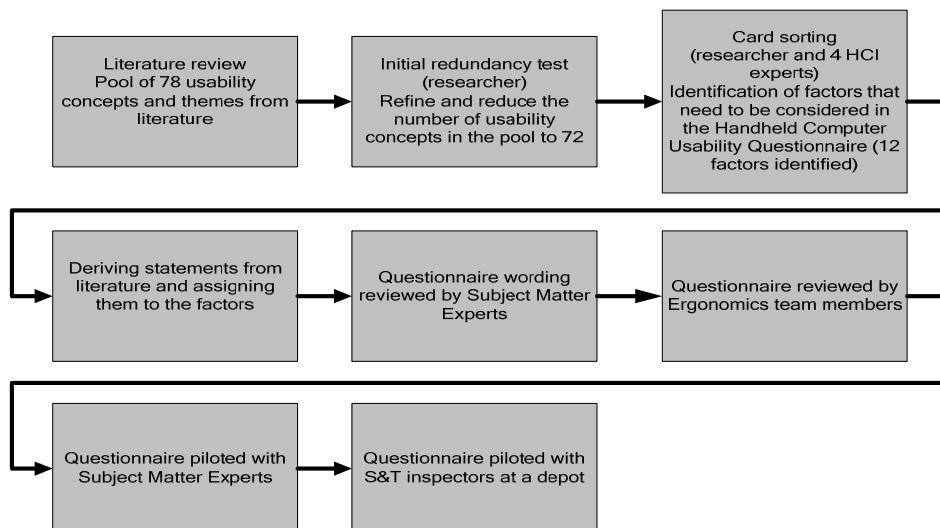 Literature review
Pool of 78 usability
concepts and themes from
literature
Initial redundancy test
(researcher)
Refine and reduce the
number of usability
concepts in the pool to 72
Card sorting
(researcher and 4 HCI
experts)
Identification of factors that
need to be considered in
the Handheld Computer
Usability Questionnaire (12
factors identified)
Deriving statements from
literature and assigning
them to the factors
Questionnaire wording
reviewed by Subject Matter
Experts
Questionnaire reviewed by
Ergonomics team members
Questionnaire piloted with
Subject Matter Experts
Questionnaire piloted with
S&T inspectors at a depot